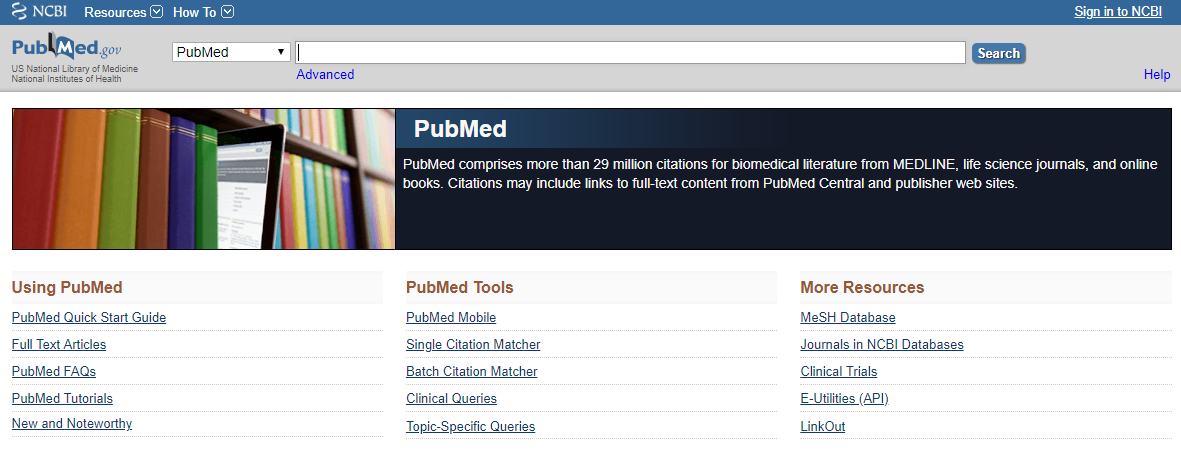 NCBI Resources How To Sign in to NCBI
PubMed.gov
US National Library of Medicine
National Institutes of Health
PubMed Search
Advanced Help
PubMed
PubMed comprises more than 29 million citations for biomedical literature from MEDLINE, life science journals, and online
books. Citations may include links to full-text content from PubMed Central and publisher web sites.
Using PubMed
PubMed Quick Start Guide
Full Text Articles
PubMed FAQs
PubMed Tutorials
New and Noteworthy
PubMed Tools
PubMed Mobile
Single Citation Matcher
Batch Citation Matcher
Clinical Queries
Topic-Specific Queries
More Resources
MeSH Database
Journals in NCBI Databases
Clinical Trials
E-Utilities (API)
LinkOut